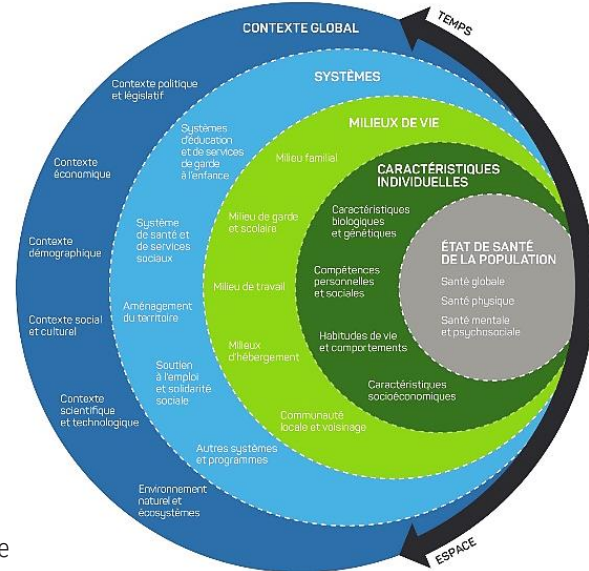 CONTEXTE GLOBAL
TEMPS
SYSTÈMES
Contexte politique
et législatif
MILIEUX DE VIE
Systèmes
d'éducation
et de services
de garde
à l'enfance
Milieu familial
Contexte
économique
CARACTÉRISTIQUES
INDIVIDUELLES
Caractéristiques
biologiques
et génétiques
Milieu de garde
et scolaire
Système
de santé et
de services
sociaux
Contexte
démographique
ÉTAT DE SANTÉ
DE LA POPULATION
Santé globale
Santé physique
Santé mentale
et psychosociale
Compétences
personnelles
et sociales
Milieu de travail
Aménagement
du territoire
Contexte social
et culturel
Habitudes de vie
et comportements
Milieux
d'hébergement
Soutien
à l'emploi
et solidarité
sociale
Caractéristiques
socioéconomiques
Contexte
scientifique
et technologique
Communauté
locale et voisinage
Autres systèmes
et programmes
Environnement
naturel et
écosystèmes
ESPACE
e